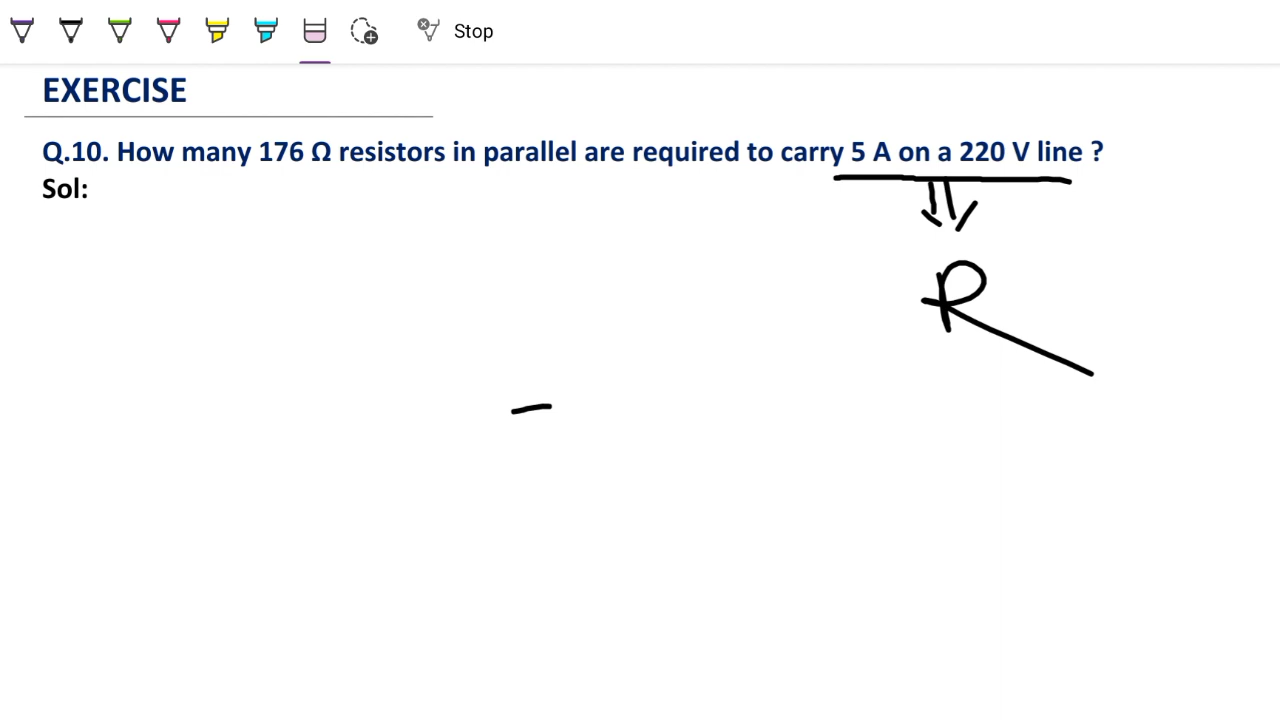 Stop
EXERCISE
Q.10. How many 176 Ω resistors in parallel are required to carry 5 A on a 220 V line ?
Sol:
R